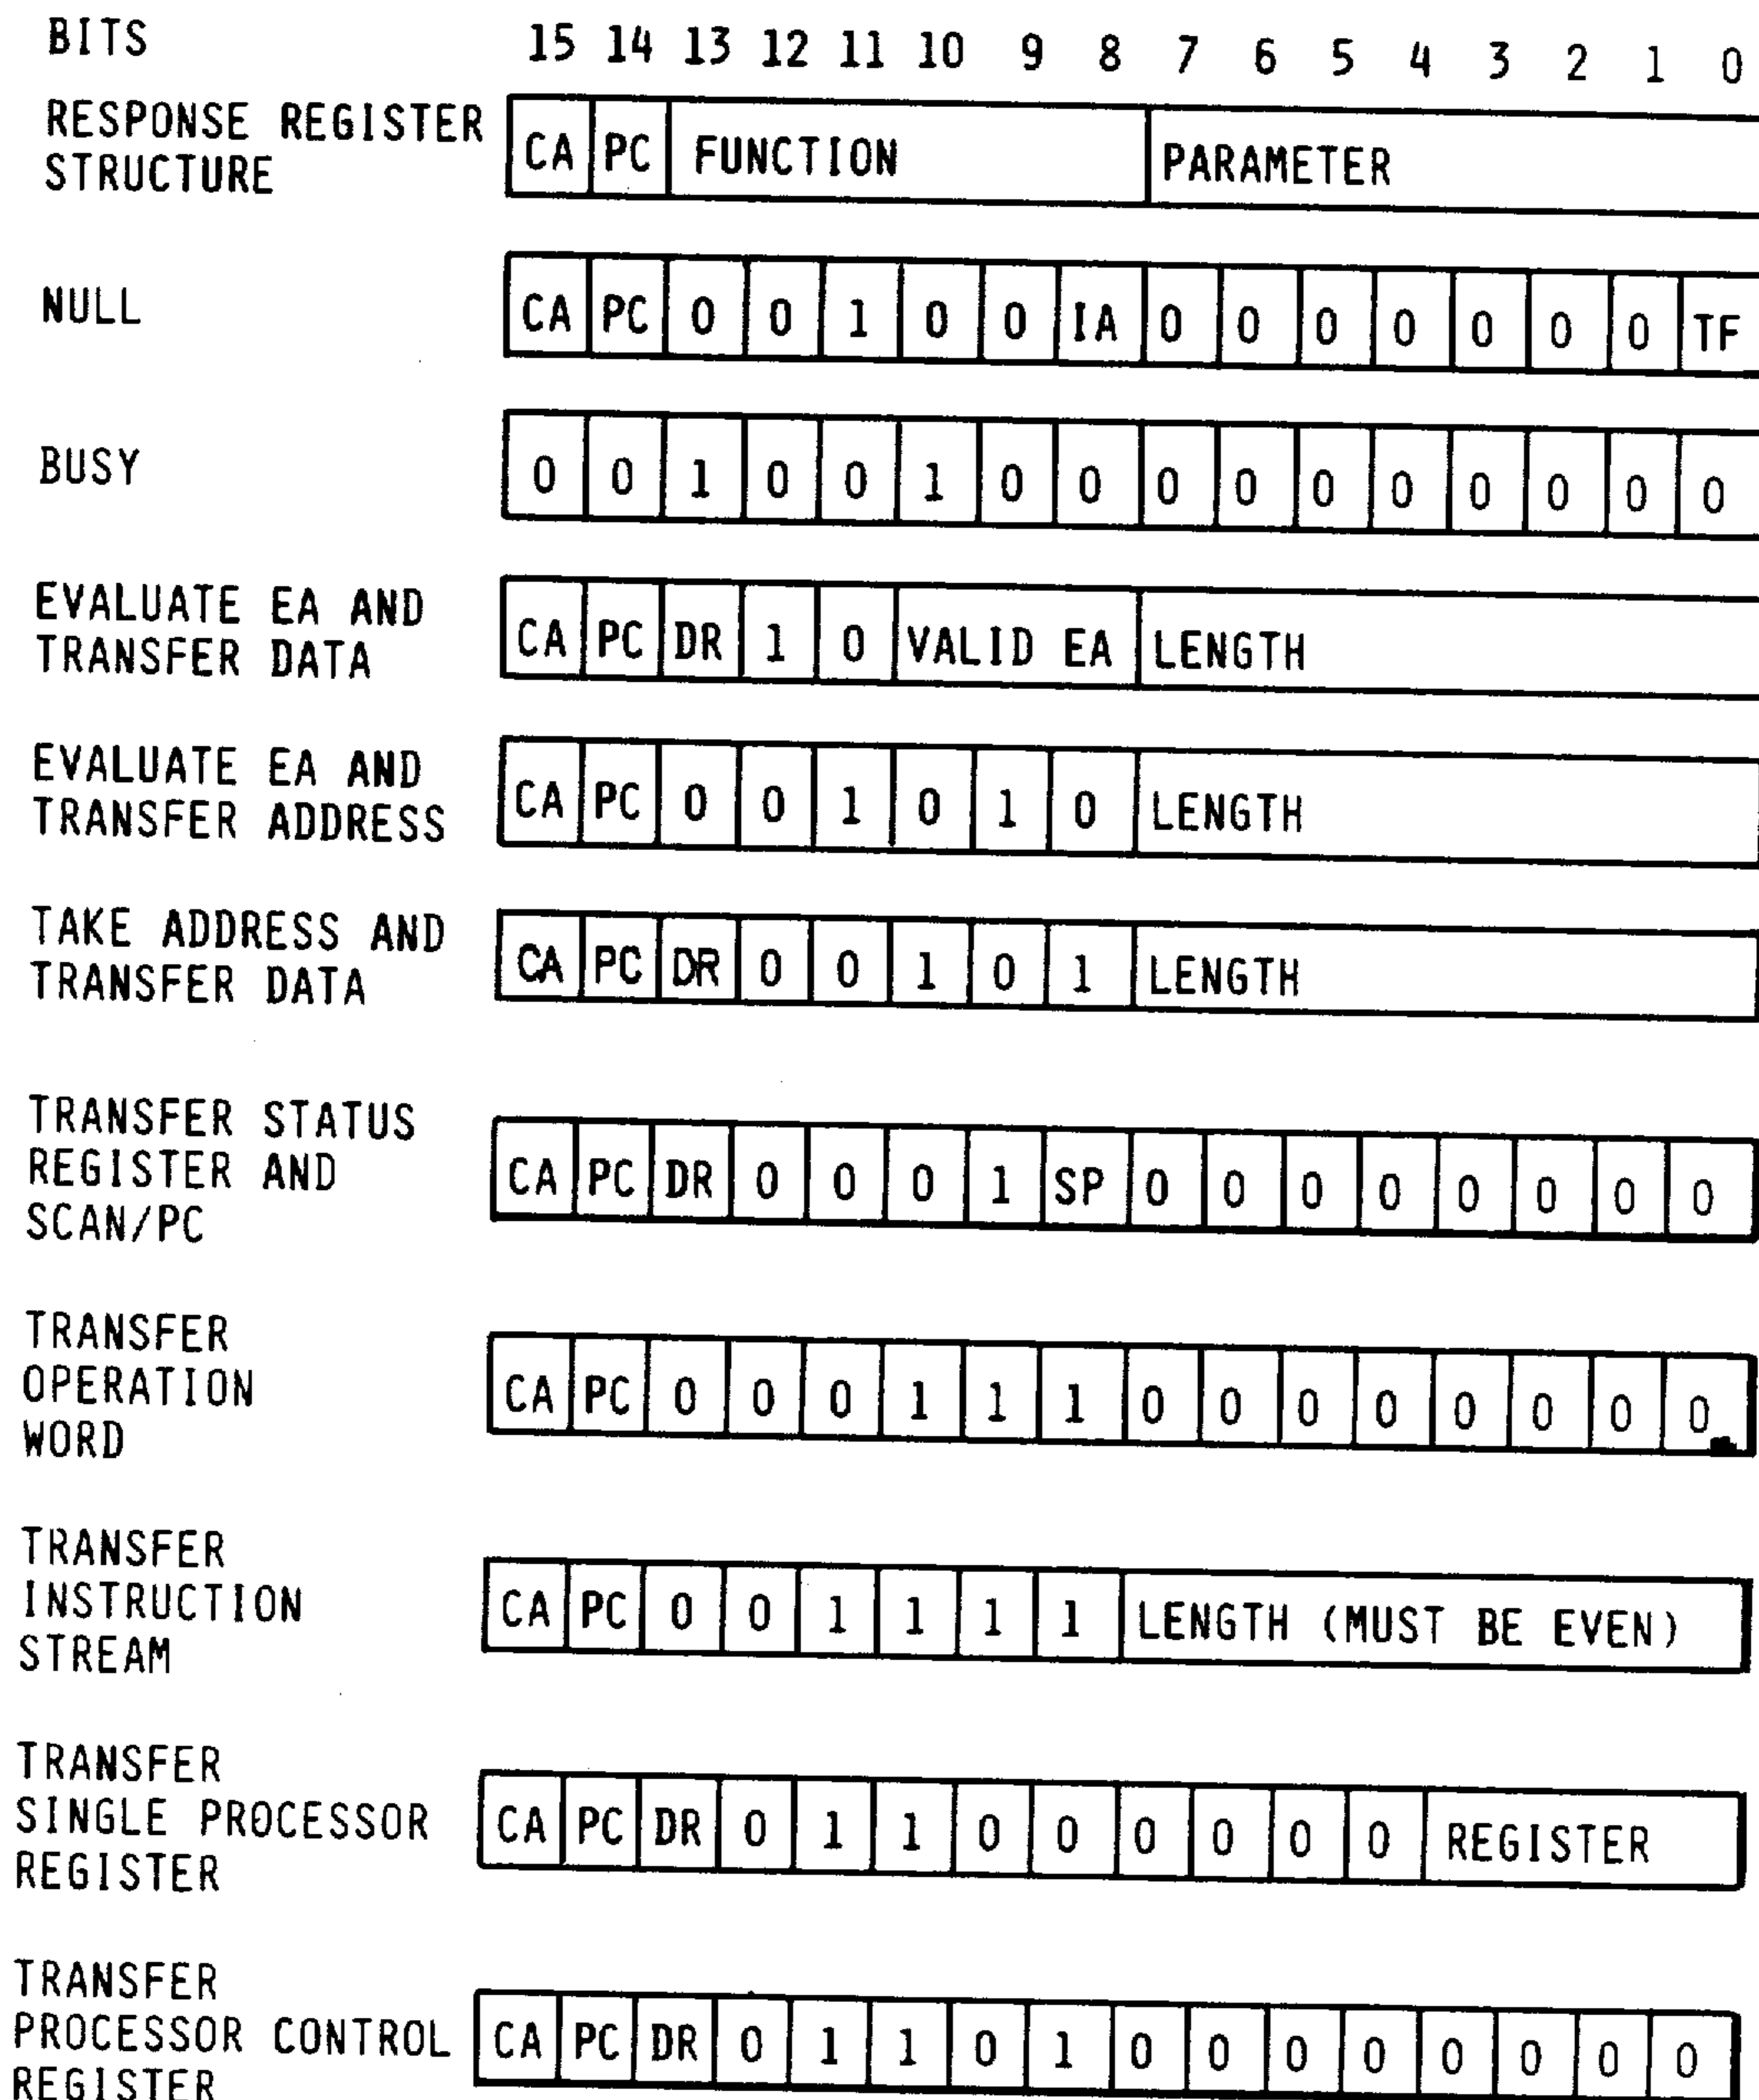 BITS 15 14 13 12 11 10 9 8 7 6 5 4 3 2 1 0
RESPONSE REGISTER
STRUCTURE
CA PC FUNCTION PARAMETER
NULL
CA PC 0 0 1 0 0 IA 0 0 0 0 0 0 0 TF
BUSY
0 0 1 0 0 1 0 0 0 0 0 0 0 0 0 0
EVALUATE EA AND
TRANSFER DATA
CA PC DR 1 0 VALID EA LENGTH
EVALUATE EA AND
TRANSFER ADDRESS
CA PC 0 0 1 0 1 0 LENGTH
TAKE ADDRESS AND
TRANSFER DATA
CA PC DR 0 0 1 0 1 LENGTH
TRANSFER STATUS
REGISTER AND
SCAN/PC
CA PC DR 0 0 0 1 SP 0 0 0 0 0 0 0 0
TRANSFER
OPERATION
WORD
CA PC 0 0 0 1 1 1 0 0 0 0 0 0 0 0
TRANSFER
INSTRUCTION
STREAM
CA PC 0 0 1 1 1 1 LENGTH (MUST BE EVEN)
TRANSFER
SINGLE PROCESSOR
REGISTER
CA PC DR 0 1 1 0 0 0 0 0 0 REGISTER
TRANSFER
PROCESSOR CONTROL
REGISTER
CA PC DR 0 1 1 0 1 0 0 0 0 0 0 0 0